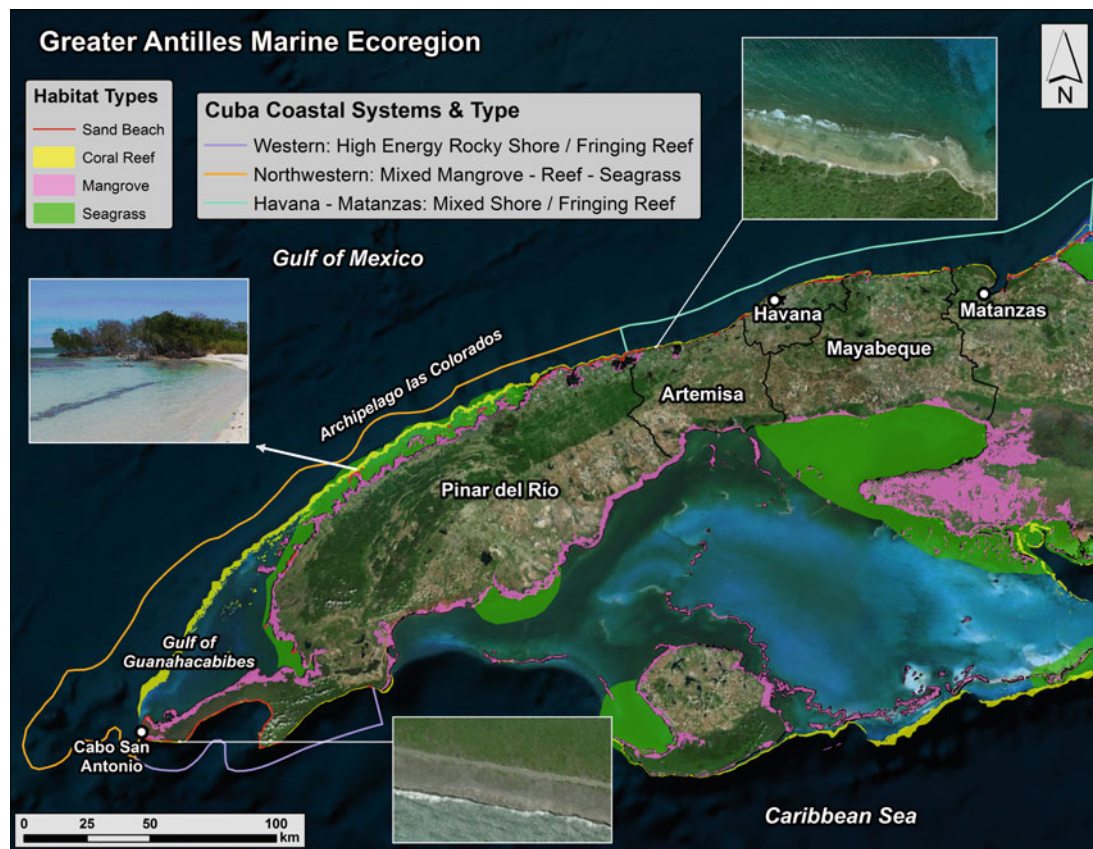 Greater Antilles Marine Ecoregion
N
Habitat Types
Sand Beach
Coral Reef
Mangrove
Seagrass
Cuba Coastal Systems & Type
Western: High Energy Rocky Shore / Fringing Reef
Northwestern: Mixed Mangrove - Reef - Seagrass
Havana - Matanzas: Mixed Shore / Fringing Reef
Gulf of Mexico
Archipelago las Colorados
Havana
Matanzas
Mayabeque
Artemisa
Pinar del Río
Gulf of
Guanahacabibes
Cabo San
Antonio
Caribbean Sea
0 25 50 100
km